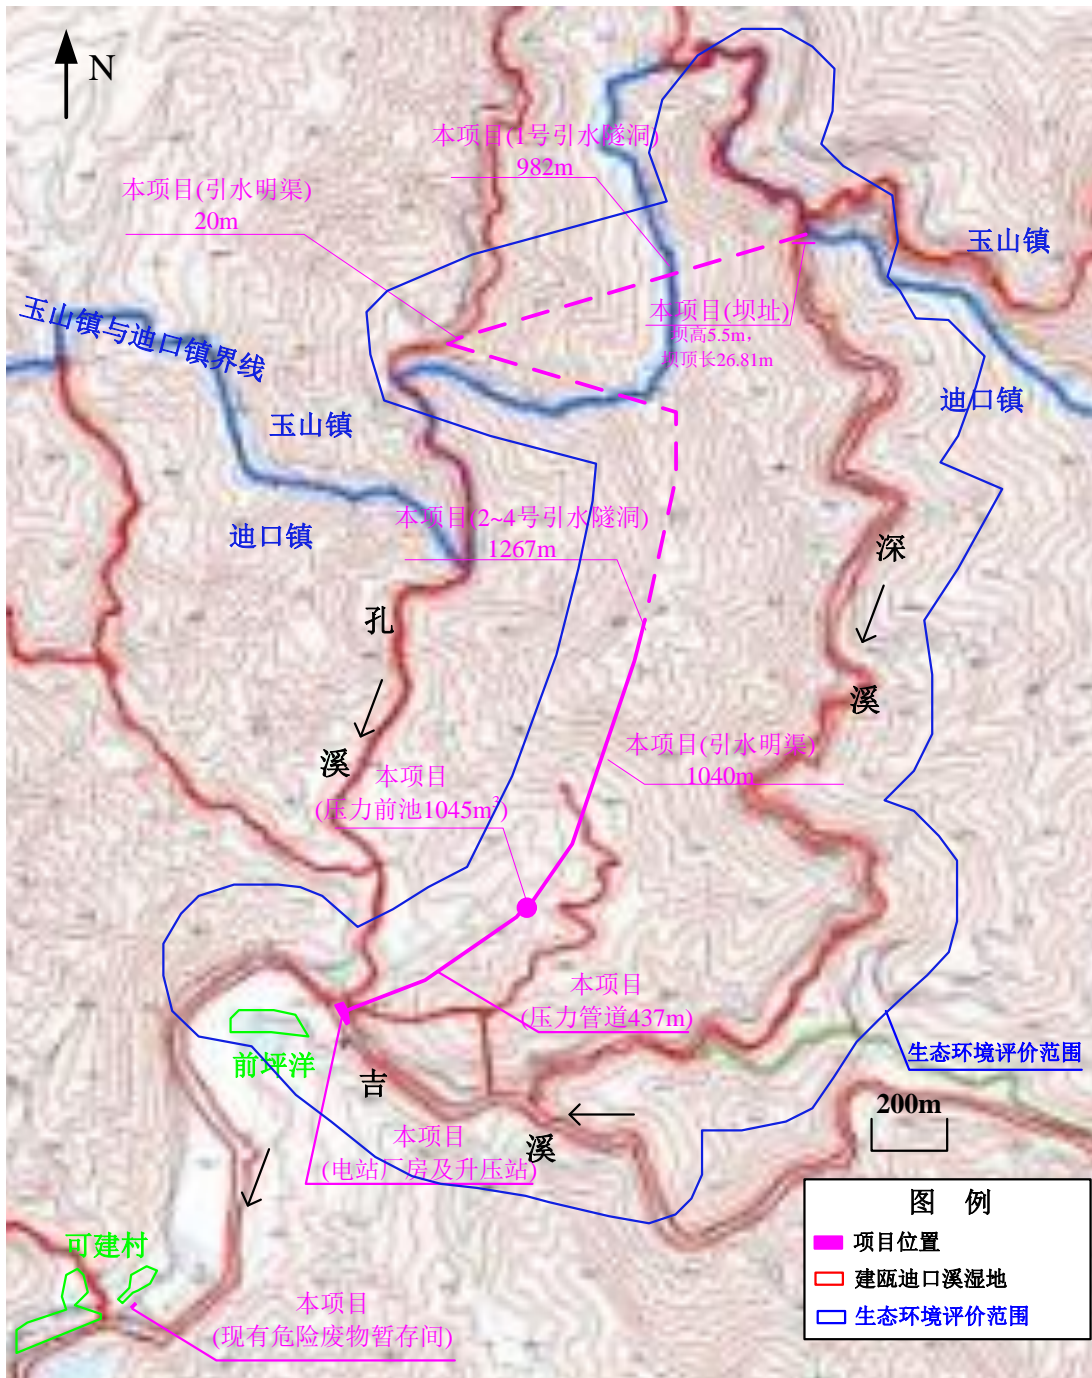 N
本项目(1号引水隧洞)
982m
本项目(引水明渠)
20m
玉山镇
玉山镇与迪口镇界线
本项目(坝址)
坝高5.5m，
坝顶长26.81m
迪口镇
玉山镇
本项目(2~4号引水隧洞)
1267m
迪口镇
深
孔
溪
溪
本项目(引水明渠)
1040m
本项目
(压力前池1045m³)
本项目
(压力管道437m)
前坪洋
生态环境评价范围
吉
200m
溪
本项目
(电站厂房及升压站)
可建村
本项目
(现有危险废物暂存间)
图 例
项目位置
建瓯迪口溪湿地
生态环境评价范围